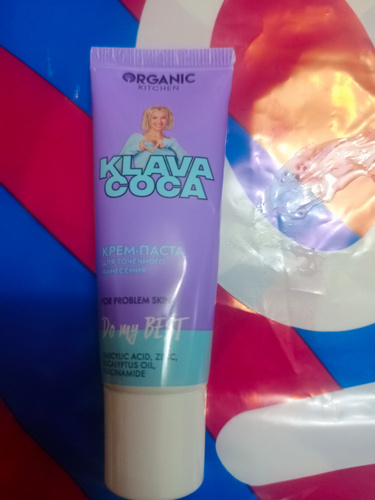 ORGANIC
KITCHEN
KLAVA
COCA
КРЕМ-ПАСТА
ДЛЯ ТОЧЕЧНОГО
НАНЕСЕНИЯ
FOR PROBLEM SKIN
Do my BEST
SALICYLIC ACID, ZINC,
EUCALYPTUS OIL,
NIACINAMIDE